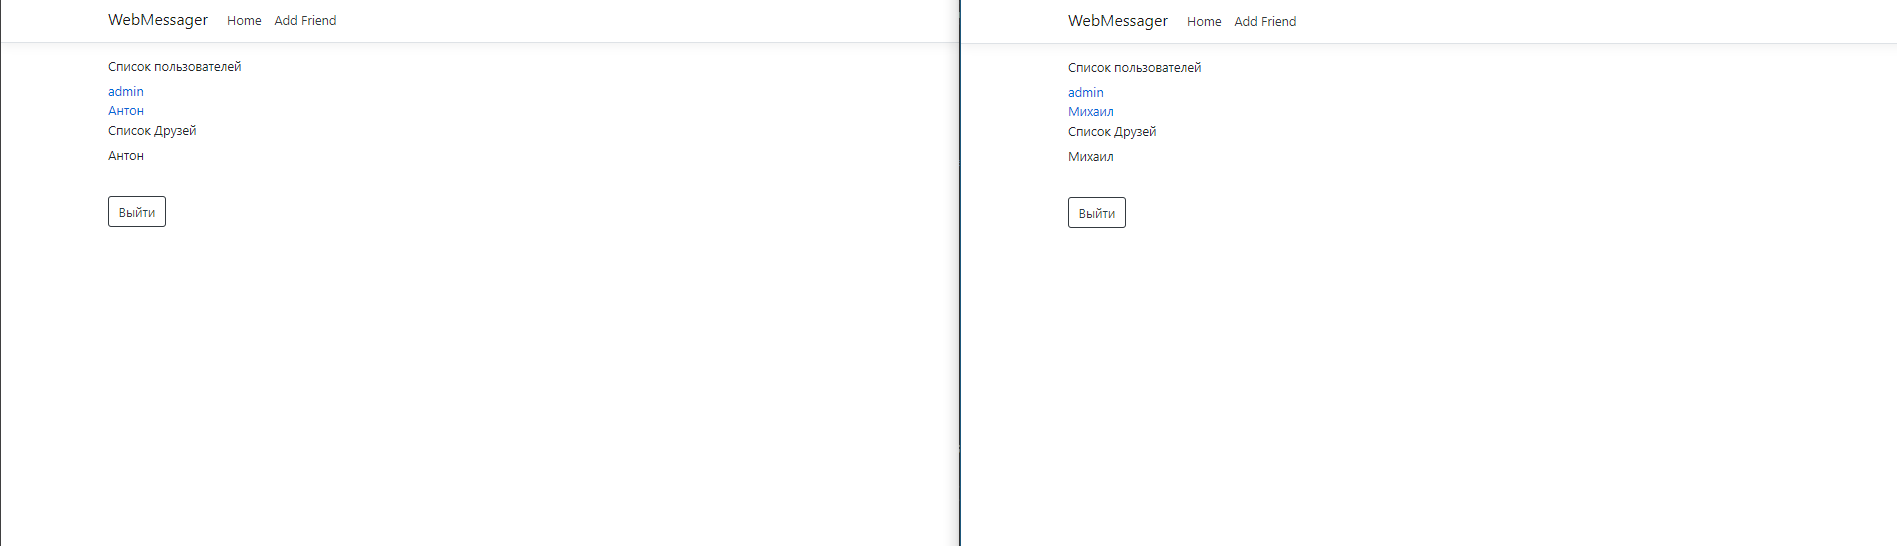 WebMessager Home Add Friend
Список пользователей
admin
Антон
Список Друзей
Антон
Выйти
WebMessager Home Add Friend
Список пользователей
admin
Михаил
Список Друзей
Михаил
Выйти